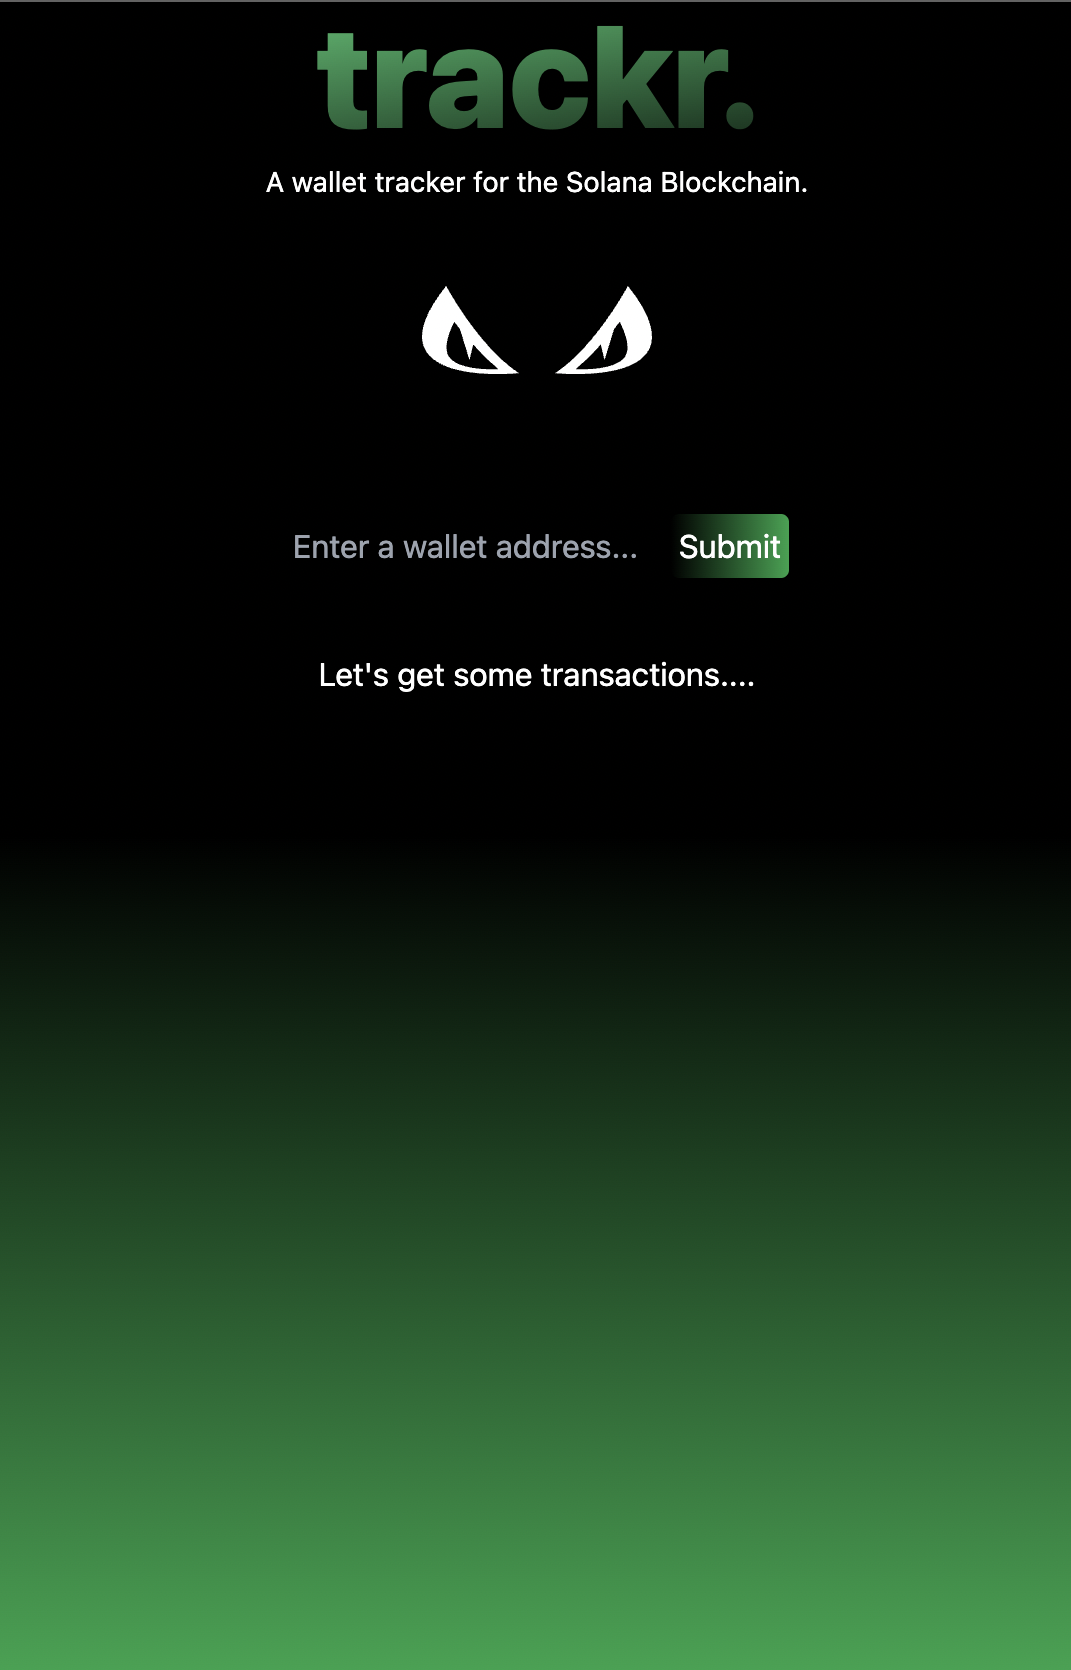 trackr.
A wallet tracker for the Solana Blockchain.
Enter a wallet address...
Submit
Let's get some transactions....